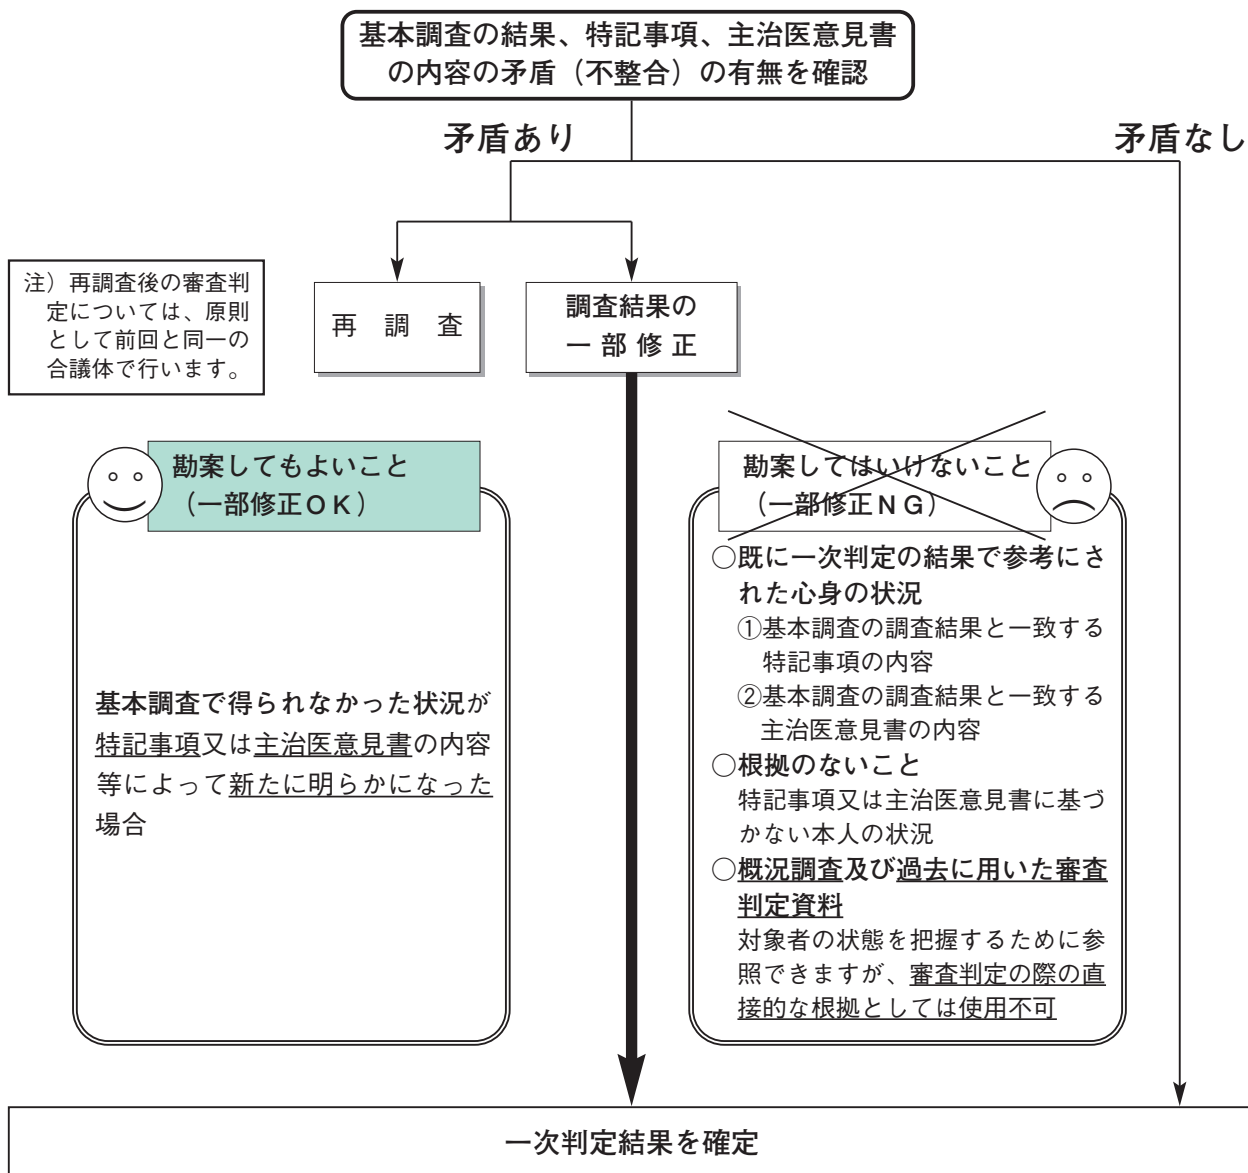 基本調査の結果、特記事項、主治医意見書
の内容の矛盾（不整合）の有無を確認
矛盾あり
矛盾なし
注）再調査後の審査判
定については、原則
として前回と同一の
合議体で行います。
再 調 査
調査結果の
一 部 修 正
勘案してもよいこと
（一部修正ＯＫ）
基本調査で得られなかった状況が
特記事項又は主治医意見書の内容
等によって新たに明らかになった
場合
勘案してはいけないこと
（一部修正ＮＧ）
○既に一次判定の結果で参考にさ
れた心身の状況
①基本調査の調査結果と一致する
特記事項の内容
②基本調査の調査結果と一致する
主治医意見書の内容
○根拠のないこと
特記事項又は主治医意見書に基づ
かない本人の状況
○概況調査及び過去に用いた審査
判定資料
対象者の状態を把握するために参
照できますが、審査判定の際の直
接的な根拠としては使用不可
一次判定結果を確定